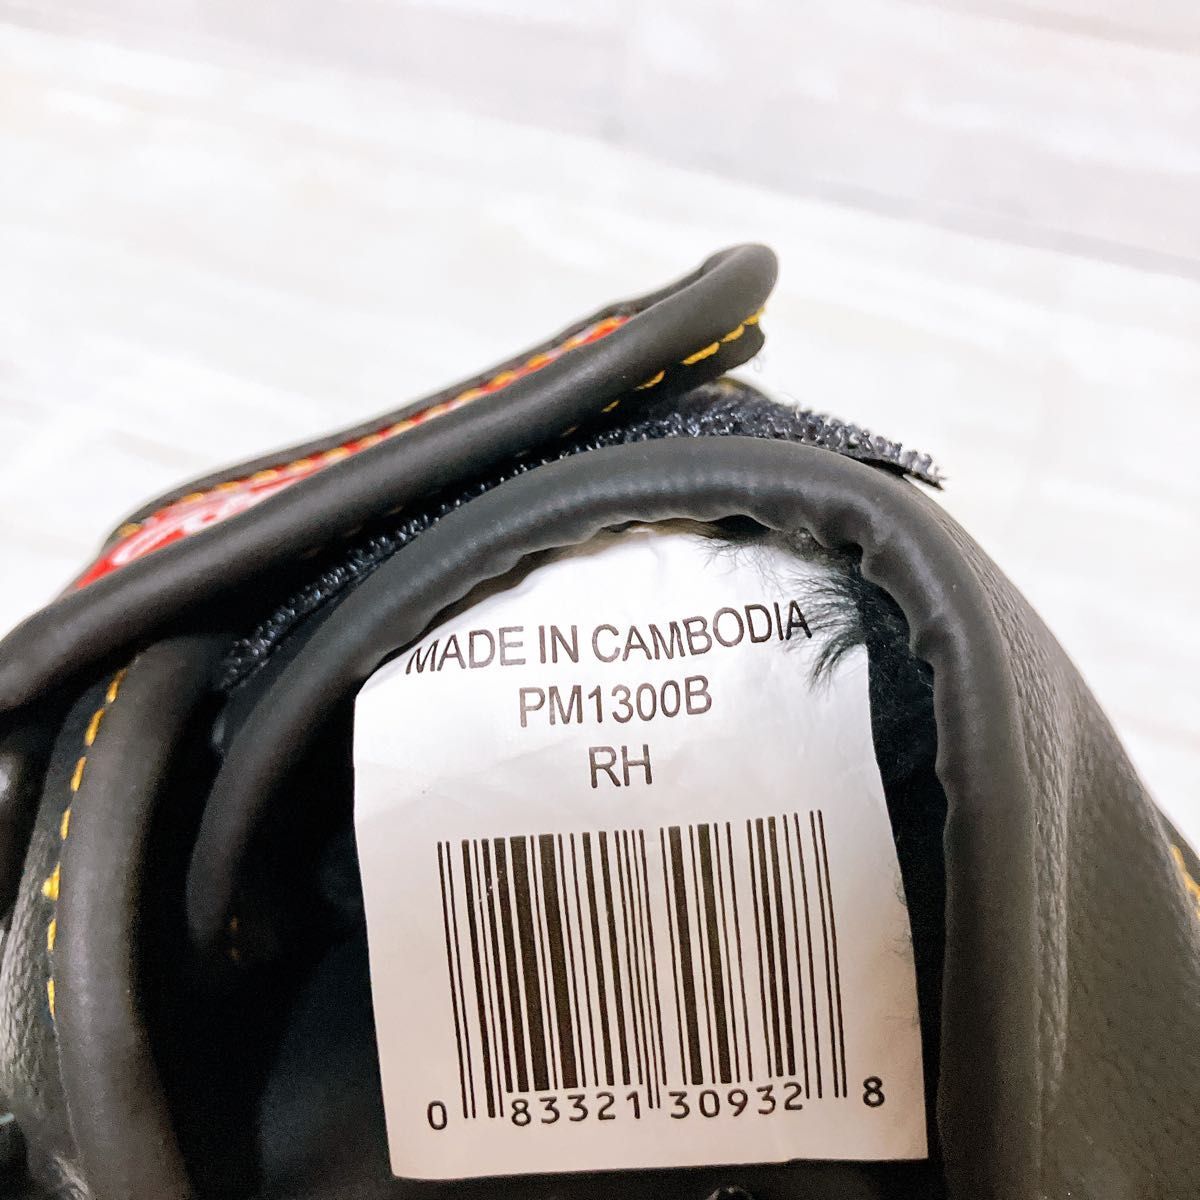 MADE IN CAMBODIA
PM1300B
RH
0 83321 30932 8